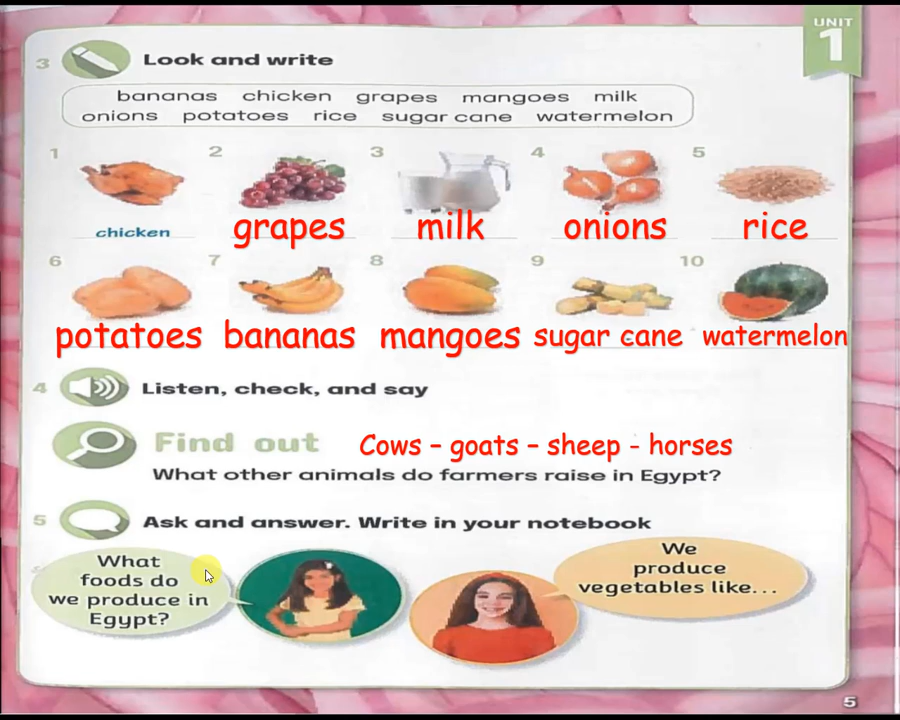 UNIT
1
3 Look and write
bananas chicken grapes mangoes milk
onions potatoes rice sugar cane watermelon
1 2 3 4 5
chicken grapes milk onions rice
6 7 8 9 10
potatoes bananas mangoes sugar cane watermelon
4 Listen, check, and say
Find out Cows – goats – sheep - horses
What other animals do farmers raise in Egypt?
5 Ask and answer. Write in your notebook
What
foods do
we produce in
Egypt?
We
produce
vegetables like...
5